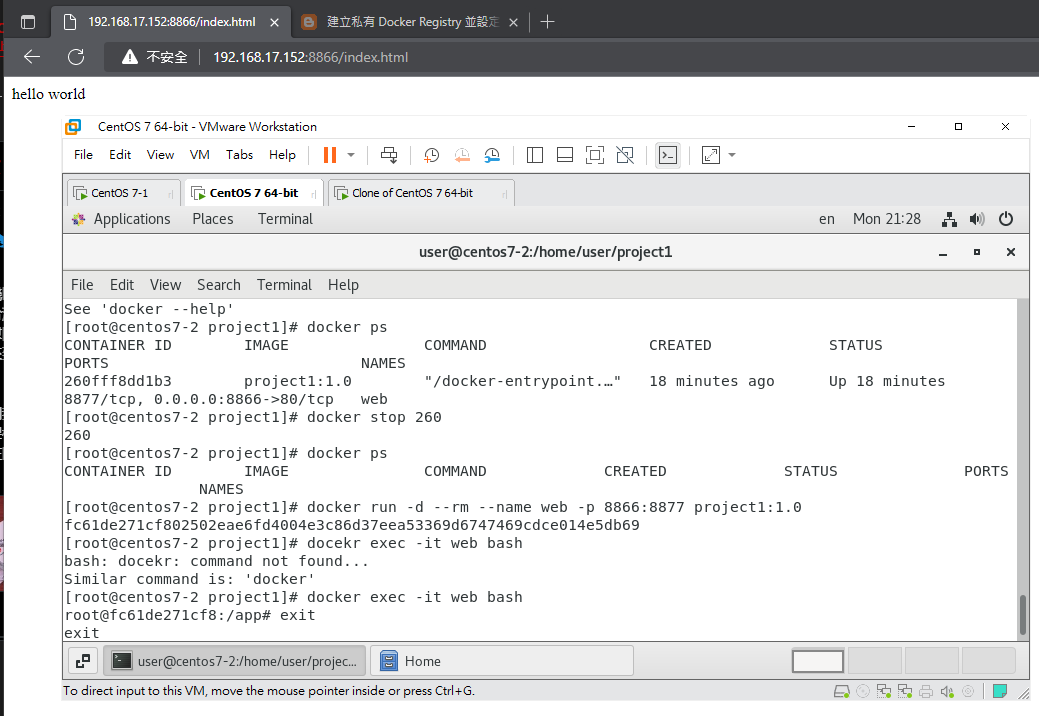 192.168.17.152:8866/index.html
建立私有 Docker Registry 並設定
不安全
192.168.17.152:8866/index.html
hello world
CentOS 7 64-bit - VMware Workstation
File Edit View VM Tabs Help
CentOS 7-1
CentOS 7 64-bit
Clone of CentOS 7 64-bit
Applications Places Terminal
en Mon 21:28
user@centos7-2:/home/user/project1
File Edit View Search Terminal Help
See 'docker --help'
[root@centos7-2 project1]# docker ps
CONTAINER ID        IMAGE               COMMAND                  CREATED             STATUS
PORTS                            NAMES
260fff8dd1b3        project1:1.0        "/docker-entrypoint.…"   18 minutes ago      Up 18 minutes
8877/tcp, 0.0.0.0:8866->80/tcp   web
[root@centos7-2 project1]# docker stop 260
260
[root@centos7-2 project1]# docker ps
CONTAINER ID        IMAGE               COMMAND             CREATED             STATUS              PORTS
               NAMES
[root@centos7-2 project1]# docker run -d --rm --name web -p 8866:8877 project1:1.0
fc61de271cf802502eae6fd4004e3c86d37eea53369d6747469cdce014e5db69
[root@centos7-2 project1]# docekr exec -it web bash
bash: docekr: command not found...
Similar command is: 'docker'
[root@centos7-2 project1]# docker exec -it web bash
root@fc61de271cf8:/app# exit
exit
user@centos7-2:/home/user/projec...
Home
To direct input to this VM, move the mouse pointer inside or press Ctrl+G.